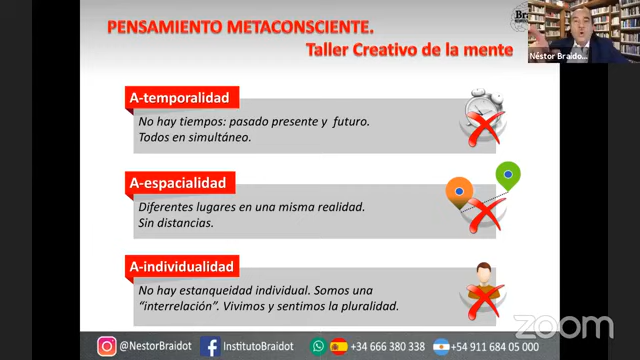 PENSAMIENTO METACONSCIENTE.
Taller Creativo de la mente
Néstor Braido...
A-temporalidad
No hay tiempos: pasado presente y futuro.
Todos en simultáneo.
A-espacialidad
Diferentes lugares en una misma realidad.
Sin distancias.
A-individualidad
No hay estanqueidad individual. Somos una
“interrelación”. Vivimos y sentimos la pluralidad.
zoom
@NestorBraidot InstitutoBraidot +34 666 380 338 +54 911 684 05 000